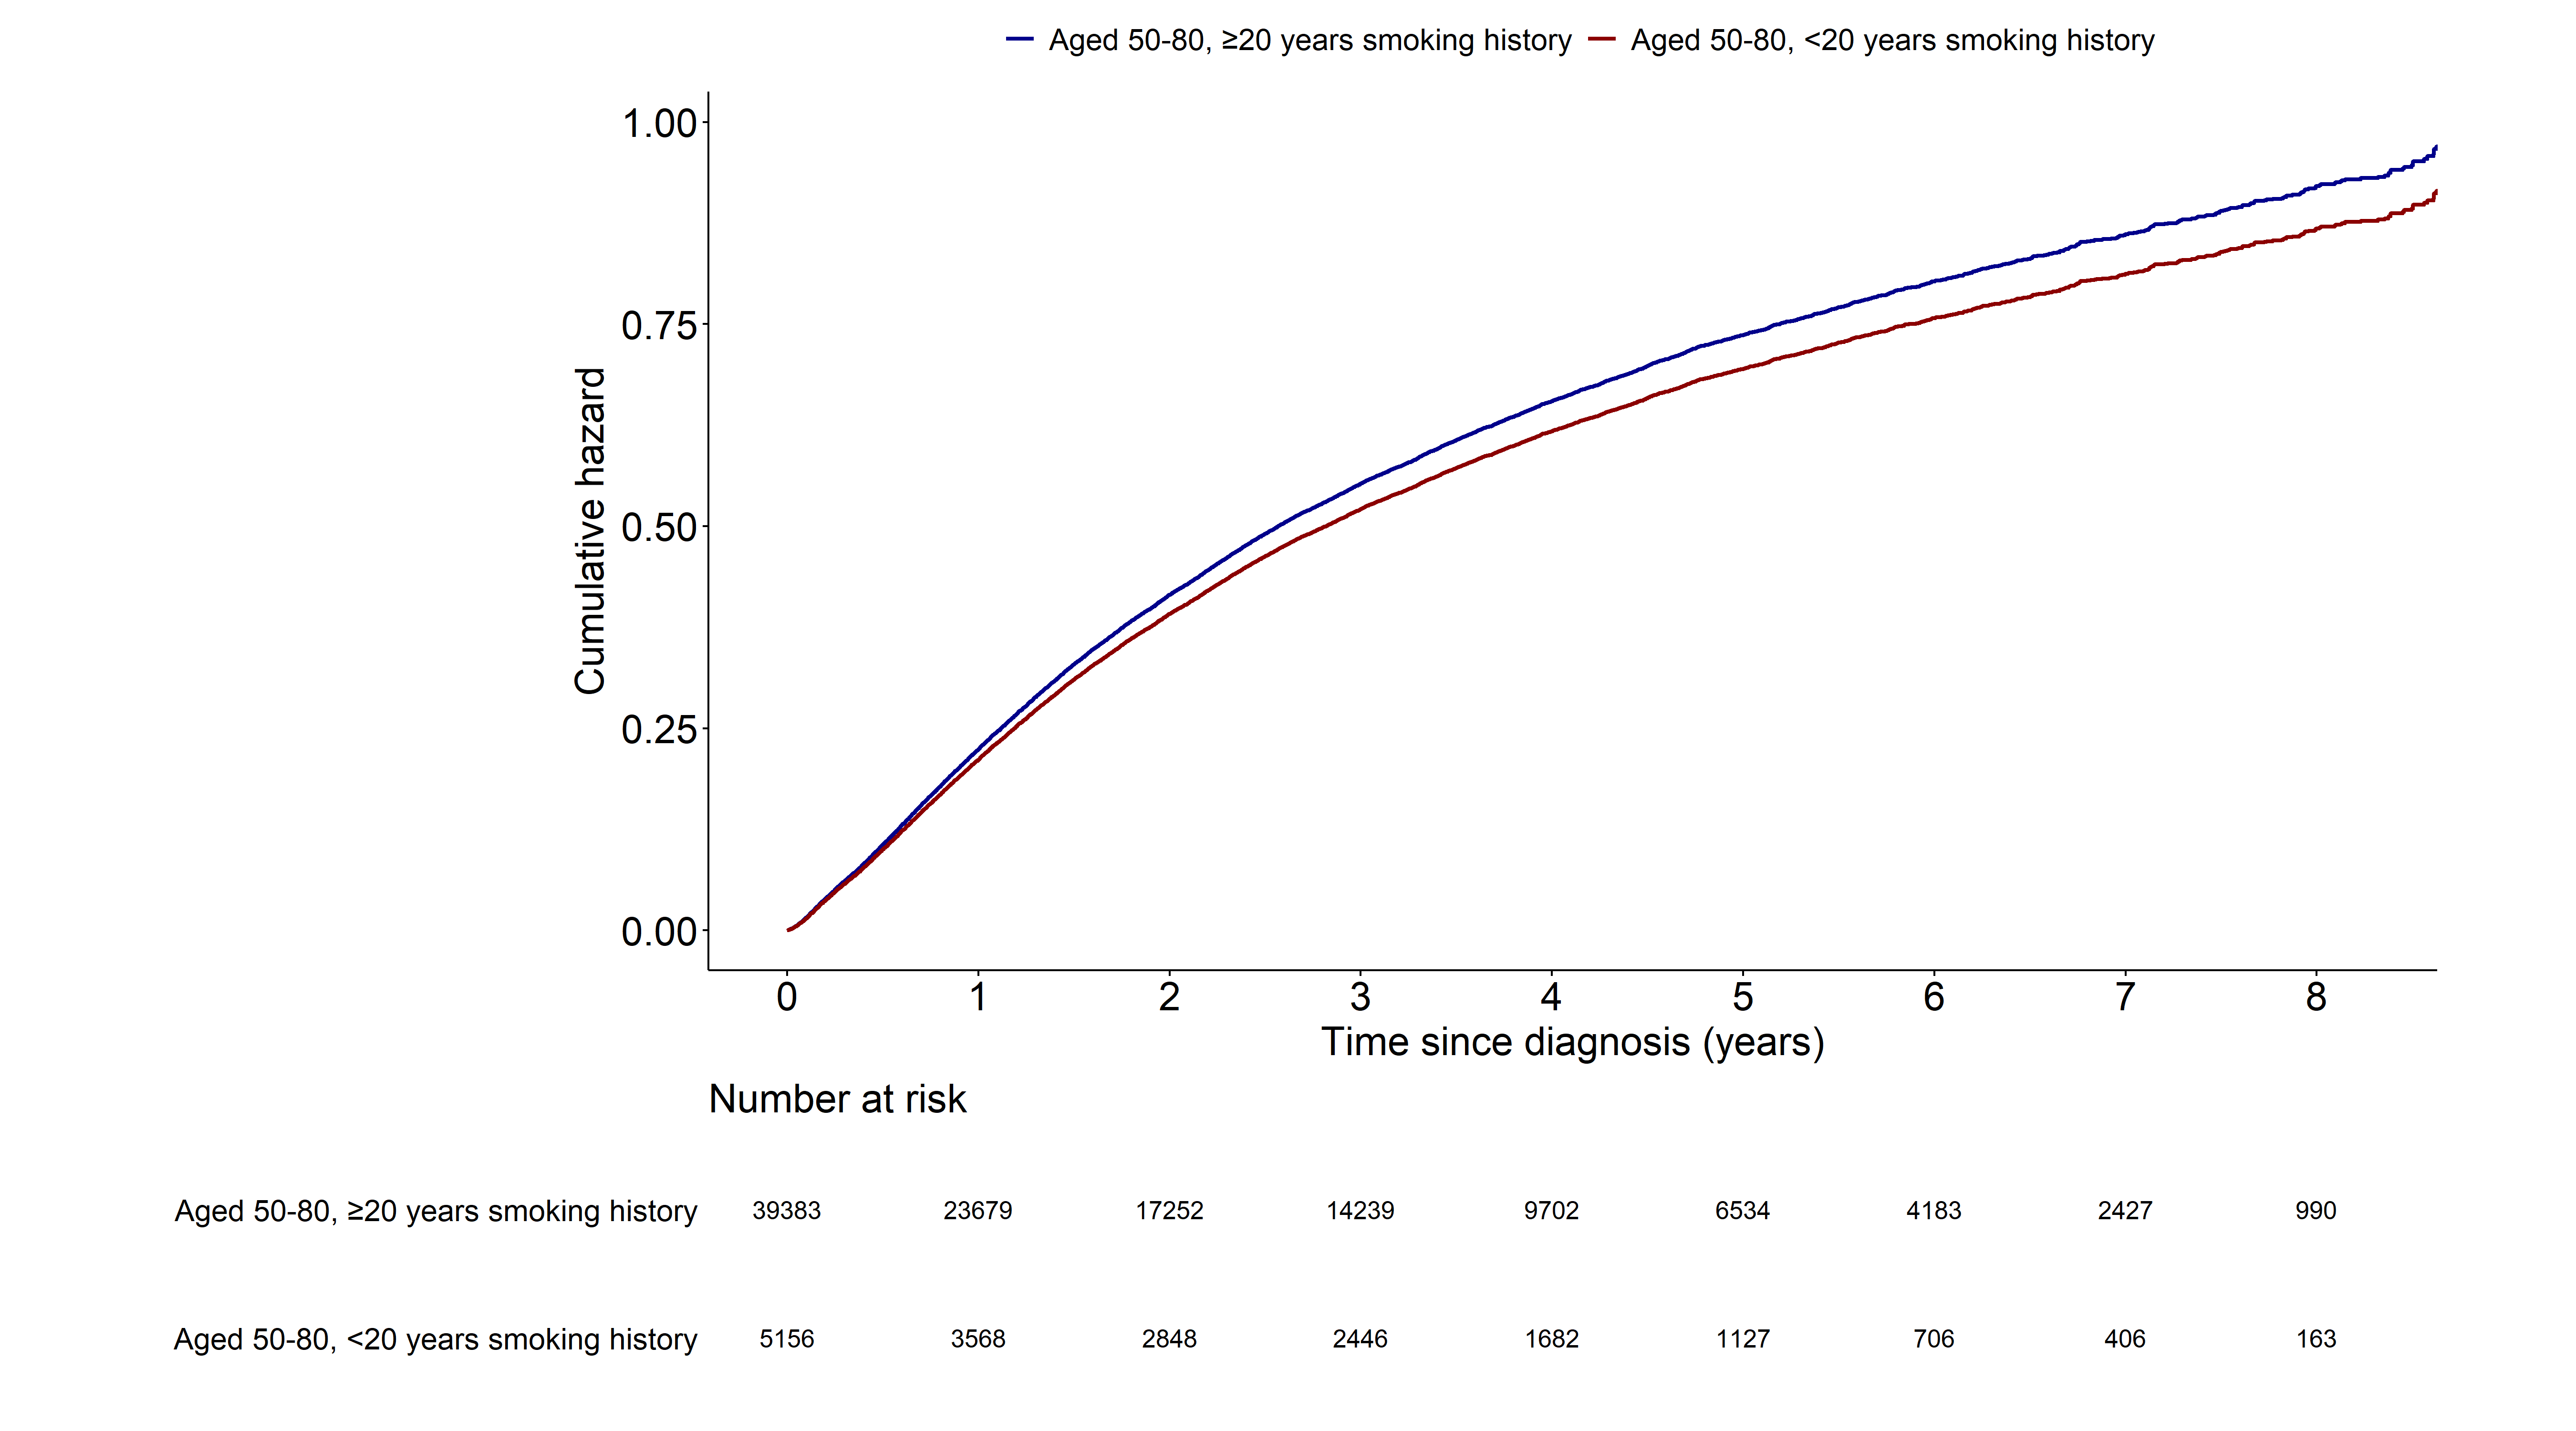 Aged 50-80, ≥20 years smoking history Aged 50-80, <20 years smoking history
1.00
0.75
0.50
0.25
0.00
Cumulative hazard
0 1 2 3 4 5 6 7 8
Time since diagnosis (years)
Number at risk
Aged 50-80, ≥20 years smoking history 39383 23679 17252 14239 9702 6534 4183 2427 990
Aged 50-80, <20 years smoking history 5156 3568 2848 2446 1682 1127 706 406 163